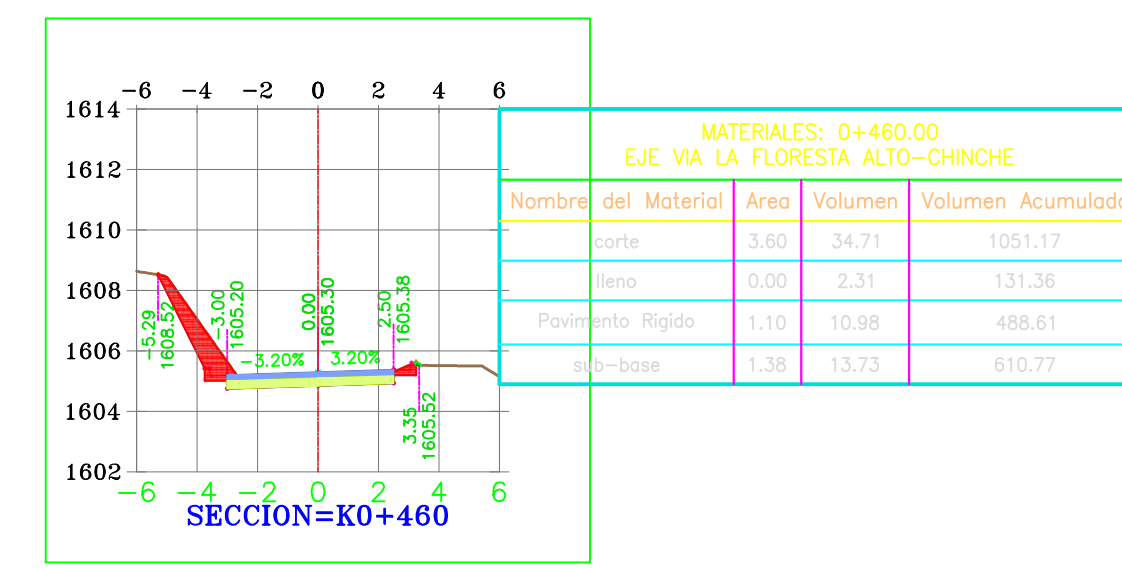 −6 −4 −2 0 2 4 6
1614
1612
1610
1608
1606
1604
1602
−5.29
1608.52
−3.00
1605.20
0.00
1605.30
2.50
1605.38
−3.20%
3.20%
3.35
1605.52
−6 −4 −2 0 2 4 6
SECCION=K0+460
MATERIALES: 0+460.00
EJE VIA LA FLORESTA ALTO−CHINCHE
Nombre del Material Area Volumen Volumen Acumulado
corte 3.60 34.71 1051.17
lleno 0.00 2.31 131.36
Pavimento Rigido 1.10 10.98 488.61
sub−base 1.38 13.73 610.77